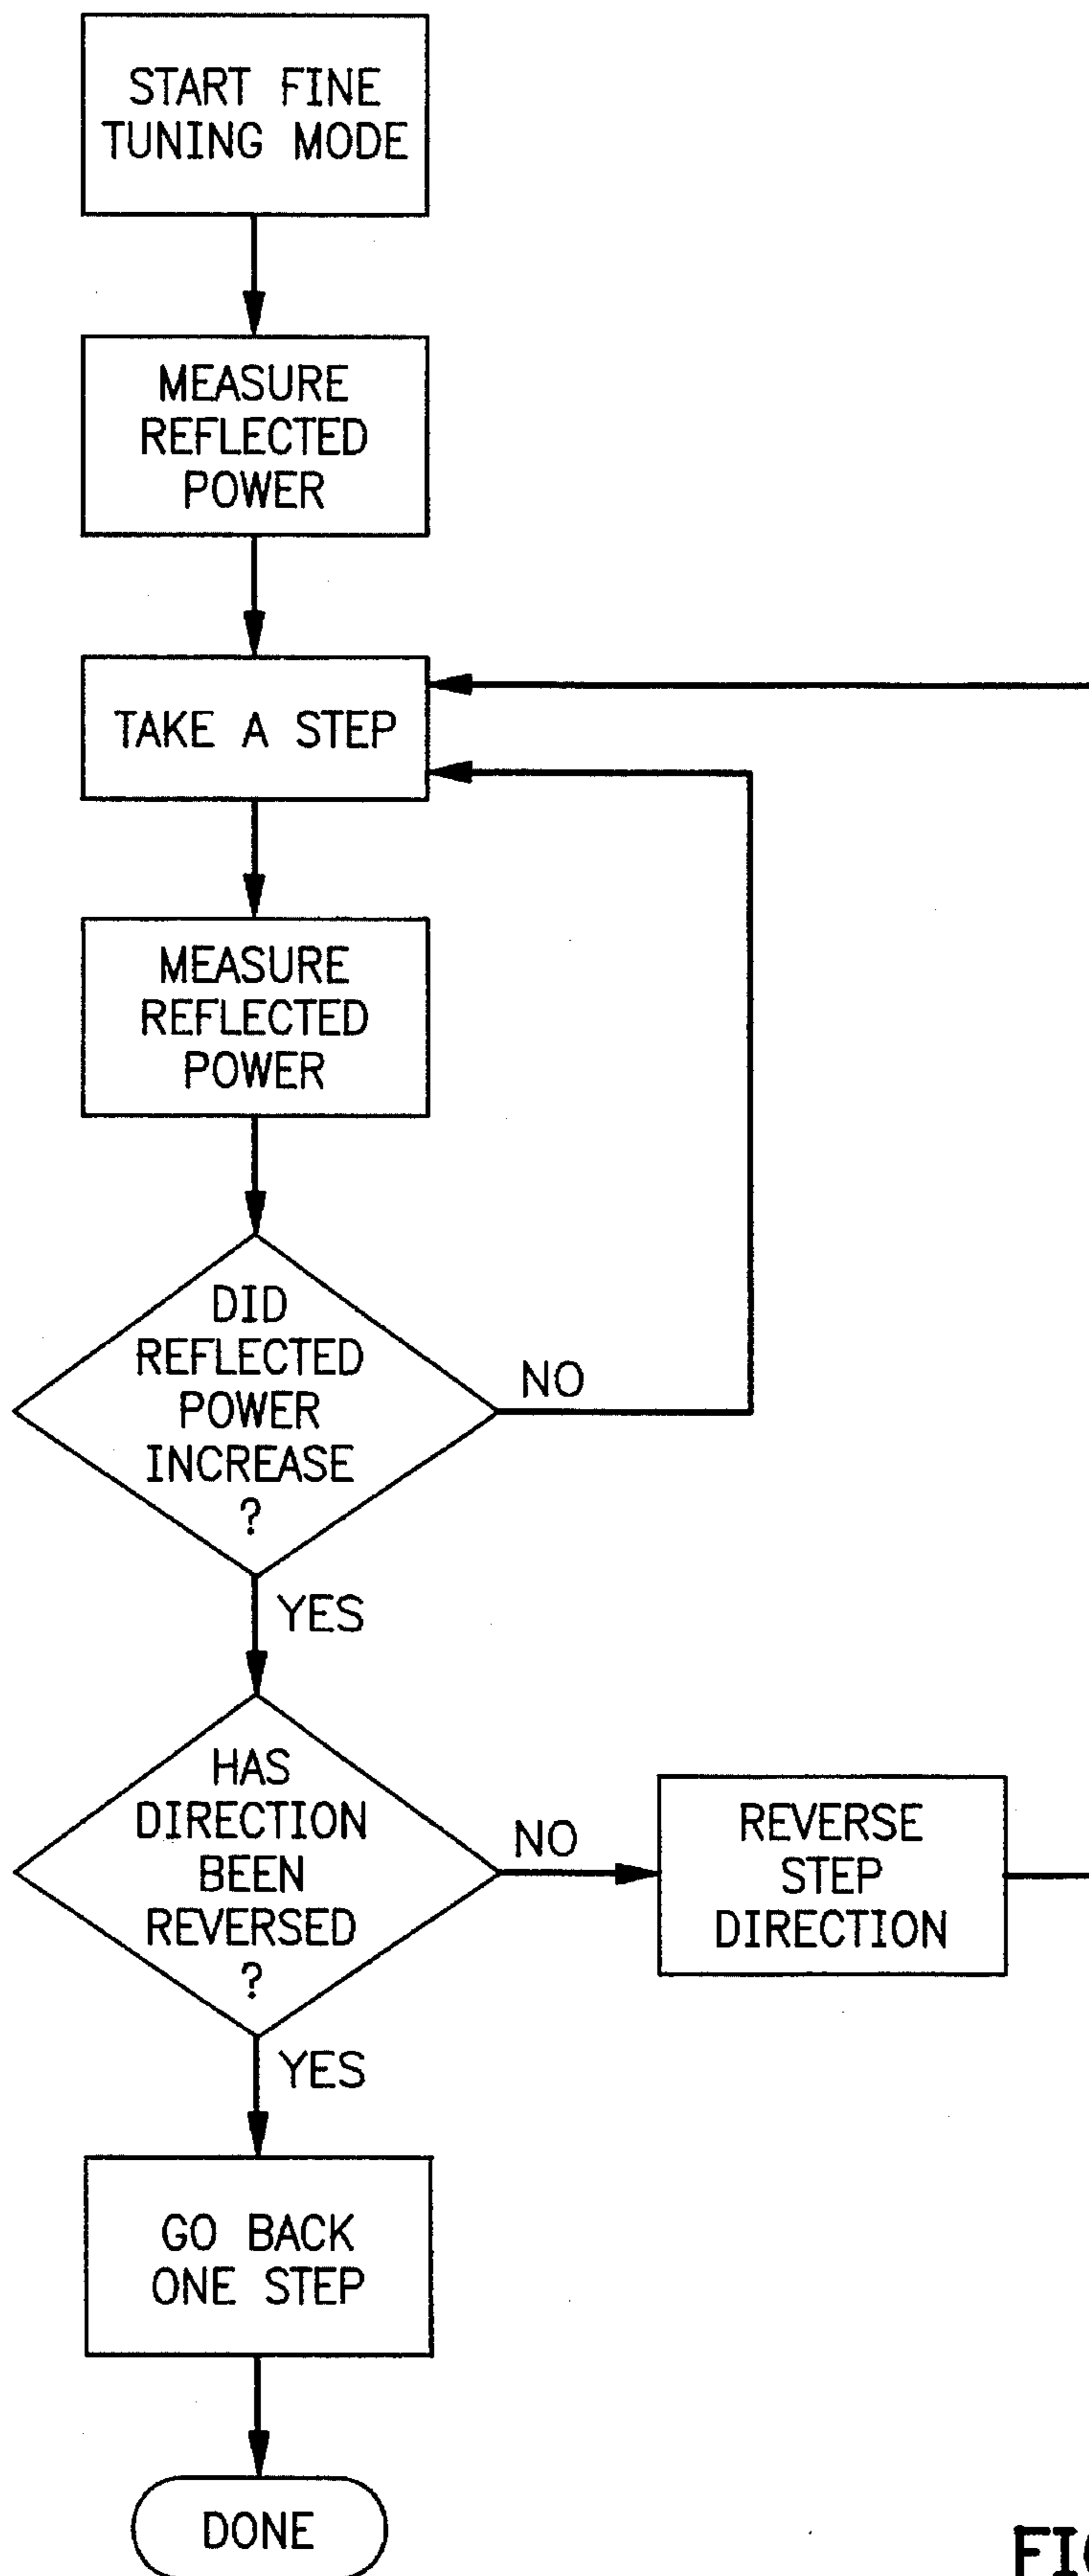 START FINE
TUNING MODE
MEASURE
REFLECTED
POWER
TAKE A STEP
MEASURE
REFLECTED
POWER
DID
REFLECTED
POWER
INCREASE
?
NO
YES
HAS
DIRECTION
BEEN
REVERSED
?
NO
REVERSE
STEP
DIRECTION
YES
GO BACK
ONE STEP
DONE